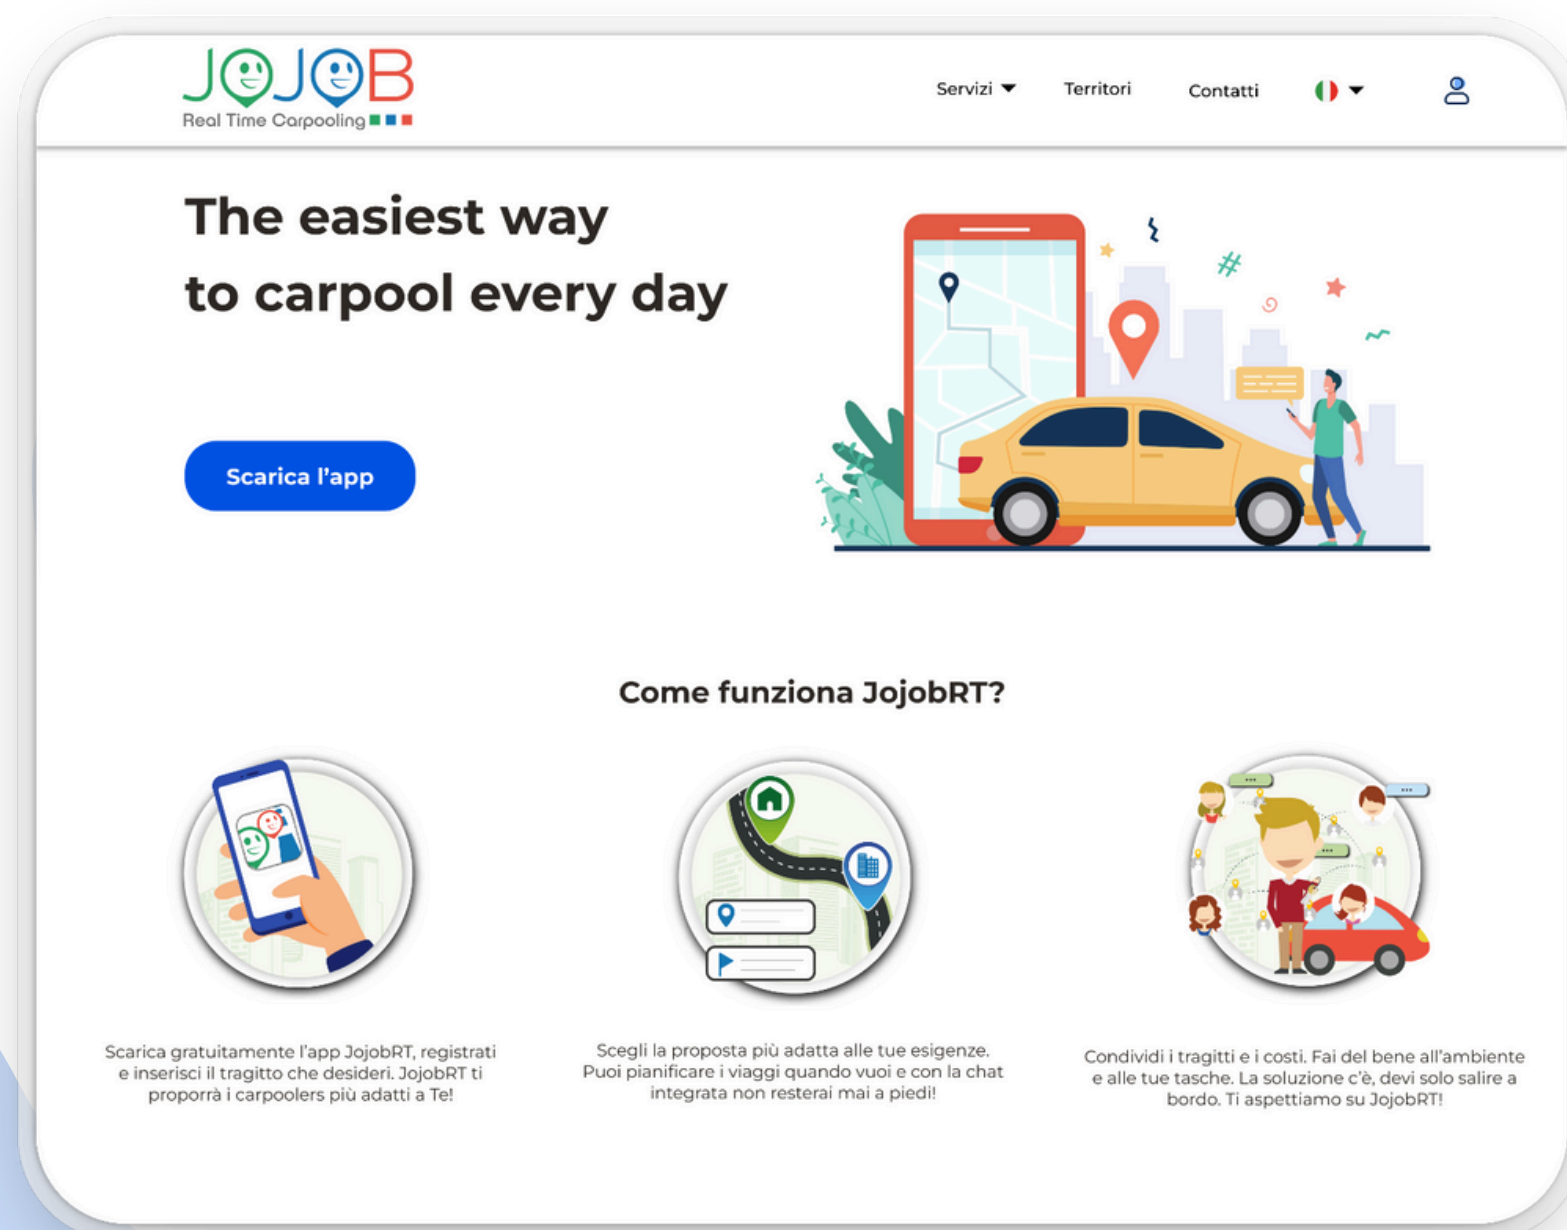 JOJOB
Real Time Carpooling
Servizi
Territori
Contatti
The easiest way
to carpool every day
Scarica l'app
Come funziona JojobRT?
Scarica gratuitamente l'app JojobRT, registrati
e inserisci il tragitto che desideri. JojobRT ti
proporrà i carpoolers più adatti a Te!
Scegli la proposta più adatta alle tue esigenze.
Puoi pianificare i viaggi quando vuoi e con la chat
integrata non resterai mai a piedi!
Condividi i tragitti e i costi. Fai del bene all'ambiente
e alle tue tasche. La soluzione c'è, devi solo salire a
bordo. Ti aspettiamo su JojobRT!